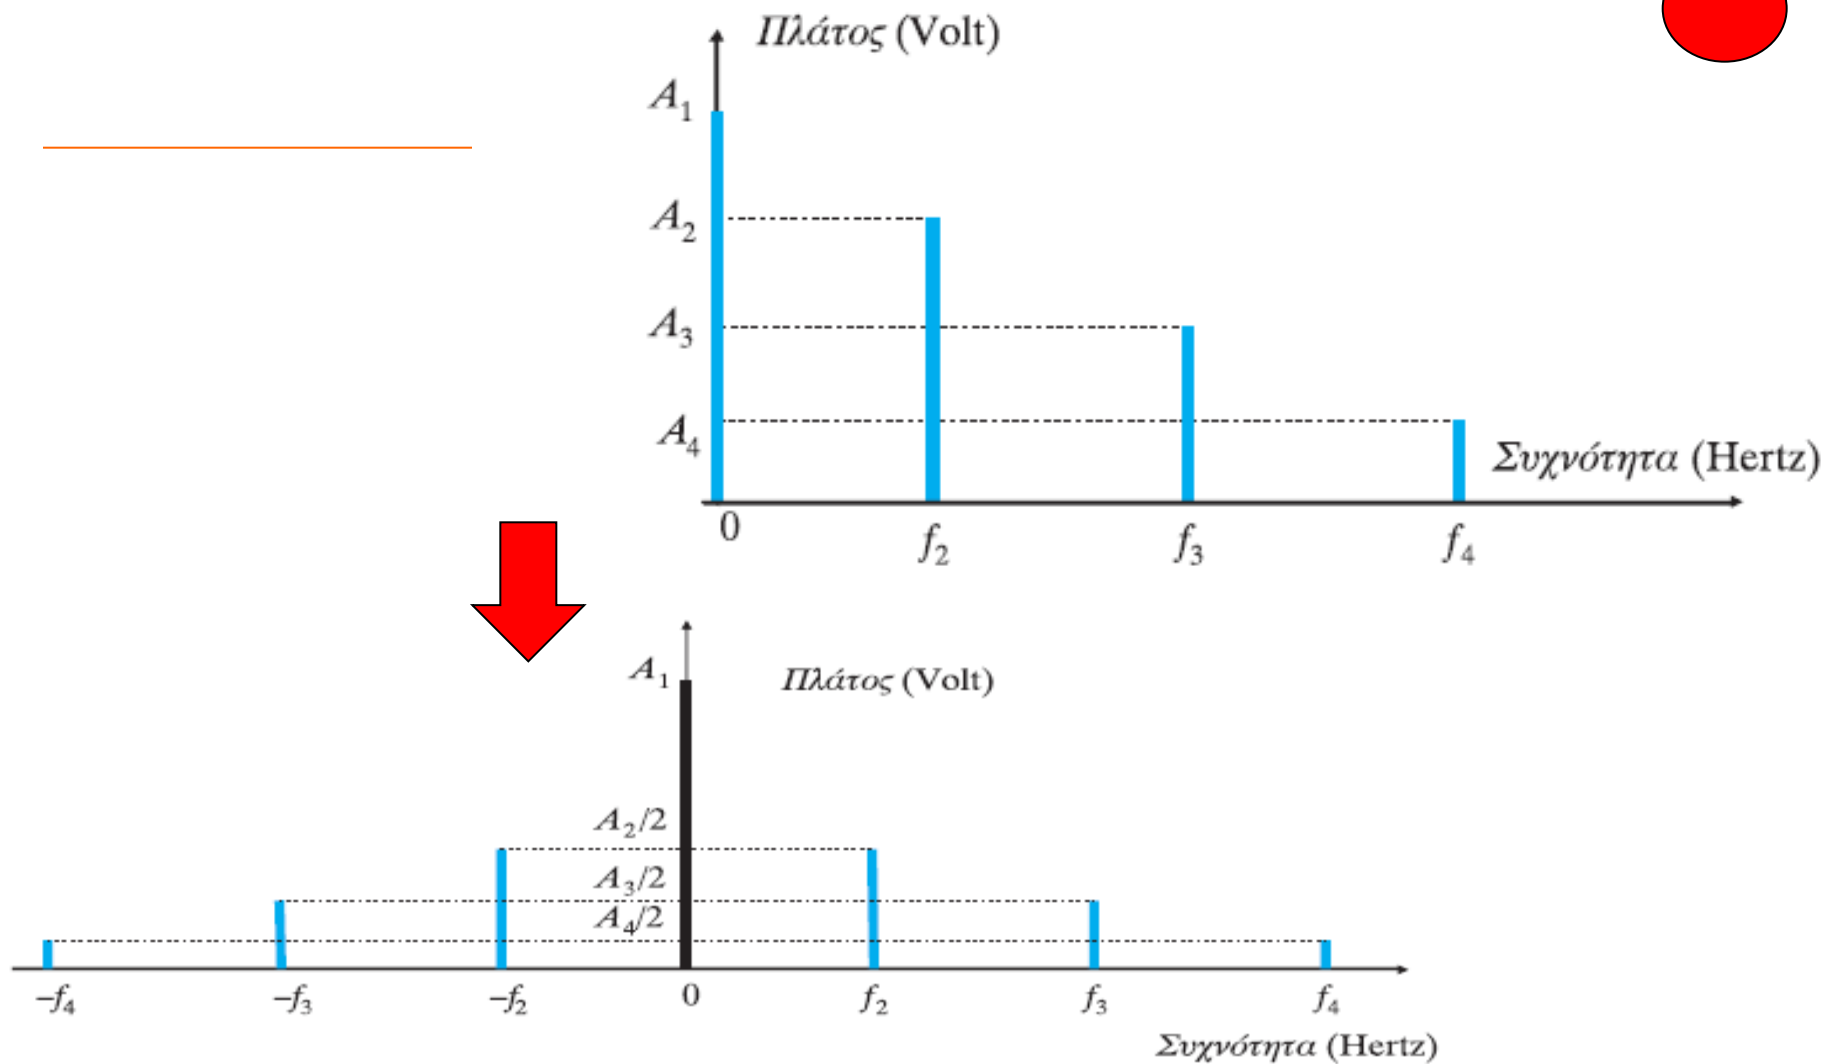 Πλάτος (Volt)
A1
A2
A3
A4
Συχνότητα (Hertz)
0 f2 f3 f4
A1 Πλάτος (Volt)
A2/2
A3/2
A4/2
–f4 –f3 –f2 0 f2 f3 f4
Συχνότητα (Hertz)